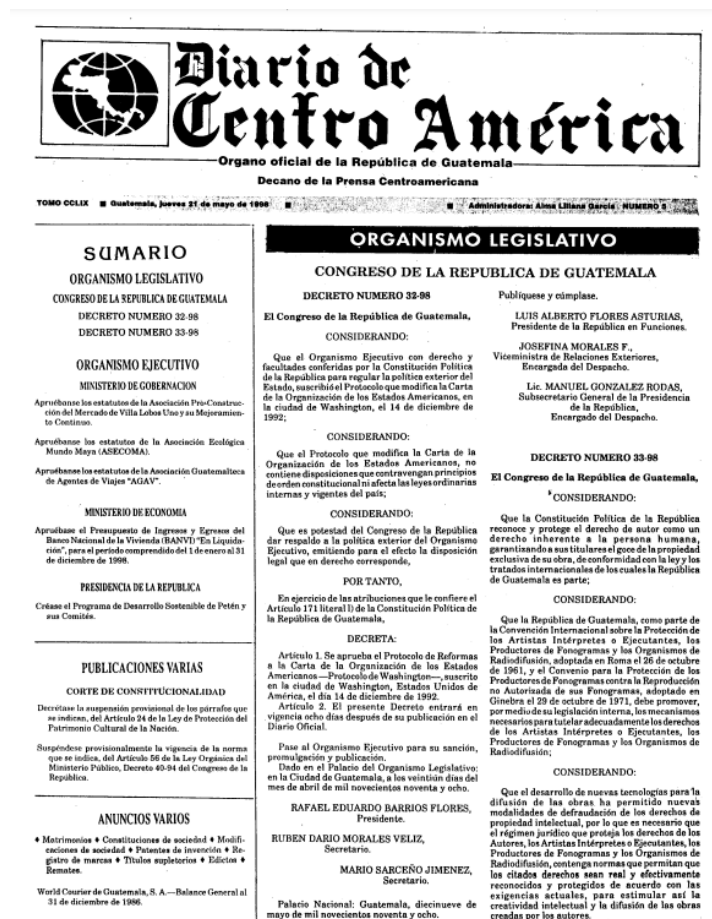 Diario de
Centro América
Organo oficial de la República de Guatemala
Decano de la Prensa Centroamericana
TOMO CCLIX ■ Guatemala, jueves 21 de mayo de 1998 ■ ■ Administradora: Alma Liliana García : NUMERO 3
SUMARIO
ORGANISMO LEGISLATIVO
CONGRESO DE LA REPUBLICA DE GUATEMALA
DECRETO NUMERO 32-98
DECRETO NUMERO 33-98
ORGANISMO EJECUTIVO
MINISTERIO DE GOBERNACION
Apruébanse los estatutos de la Asociación Pro-Construc-
ción del Mercado de Villa Lobos Uno y su Mejoramien-
to Continuo.
Apruébanse los estatutos de la Asociación Ecológica
Mundo Maya (ASECOMA).
Apruébanse los estatutos de la Asociación Guatemalteca
de Agentes de Viajes "AGAV".
MINISTERIO DE ECONOMIA
Apruébase el Presupuesto de Ingresos y Egresos del
Banco Nacional de la Vivienda (BANVI) "En Liquida-
ción", para el período comprendido del 1 de enero al 31
de diciembre de 1998.
PRESIDENCIA DE LA REPUBLICA
Créase el Programa de Desarrollo Sostenible de Petén y
sus Comités.
PUBLICACIONES VARIAS
CORTE DE CONSTITUCIONALIDAD
Decrétase la suspensión provisional de los párrafos que
se indican, del Artículo 24 de la Ley de Protección del
Patrimonio Cultural de la Nación.
Suspéndese provisionalmente la vigencia de la norma
que se indica, del Artículo 56 de la Ley Orgánica del
Ministerio Público, Decreto 40-94 del Congreso de la
República.
ANUNCIOS VARIOS
♦ Matrimonios ♦ Constituciones de sociedad ♦ Modifi-
caciones de sociedad ♦ Patentes de invención ♦ Re-
gistro de marcas ♦ Títulos supletorios ♦ Edictos ♦
Remates.
World Courier de Guatemala, S. A.—Balance General al
31 de diciembre de 1986.
ORGANISMO LEGISLATIVO
CONGRESO DE LA REPUBLICA DE GUATEMALA
DECRETO NUMERO 32-98
El Congreso de la República de Guatemala,
CONSIDERANDO:
Que el Organismo Ejecutivo con derecho y
facultades conferidas por la Constitución Política
de la República para regular la política exterior del
Estado, suscribió el Protocolo que modifica la Carta
de la Organización de los Estados Americanos, en
la ciudad de Washington, el 14 de diciembre de
1992;
CONSIDERANDO:
Que el Protocolo que modifica la Carta de la
Organización de los Estados Americanos, no
contiene disposiciones que contravengan principios
de orden constitucional ni afecta las leyes ordinarias
internas y vigentes del país;
CONSIDERANDO:
Que es potestad del Congreso de la República
dar respaldo a la política exterior del Organismo
Ejecutivo, emitiendo para el efecto la disposición
legal que en derecho corresponde,
POR TANTO,
En ejercicio de las atribuciones que le confiere el
Artículo 171 literal l) de la Constitución Política de
la República de Guatemala,
DECRETA:
Artículo 1. Se aprueba el Protocolo de Reformas
a la Carta de la Organización de los Estados
Americanos—Protocolo de Washington—, suscrito
en la ciudad de Washington, Estados Unidos de
América, el día 14 de diciembre de 1992.
Artículo 2. El presente Decreto entrará en
vigencia ocho días después de su publicación en el
Diario Oficial.
Pase al Organismo Ejecutivo para su sanción,
promulgación y publicación.
Dado en el Palacio del Organismo Legislativo:
en la Ciudad de Guatemala, a los veintiún días del
mes de abril de mil novecientos noventa y ocho.
RAFAEL EDUARDO BARRIOS FLORES,
Presidente.
RUBEN DARIO MORALES VELIZ,
Secretario.
MARIO SARCEÑO JIMENEZ,
Secretario.
Palacio Nacional: Guatemala, diecinueve de
mayo de mil novecientos noventa y ocho.
Publíquese y cúmplase.
LUIS ALBERTO FLORES ASTURIAS,
Presidente de la República en Funciones.
JOSEFINA MORALES F.,
Viceministra de Relaciones Exteriores,
Encargada del Despacho.
Lic. MANUEL GONZALEZ RODAS,
Subsecretario General de la Presidencia
de la República,
Encargado del Despacho.
DECRETO NUMERO 33-98
El Congreso de la República de Guatemala,
CONSIDERANDO:
Que la Constitución Política de la República
reconoce y protege el derecho de autor como un
derecho inherente a la persona humana,
garantizando a sus titulares el goce de la propiedad
exclusiva de su obra, de conformidad con la ley y los
tratados internacionales de los cuales la República
de Guatemala es parte;
CONSIDERANDO:
Que la República de Guatemala, como parte de
la Convención Internacional sobre la Protección de
los Artistas Intérpretes o Ejecutantes, los
Productores de Fonogramas y los Organismos de
Radiodifusión, adoptada en Roma el 26 de octubre
de 1961, y el Convenio para la Protección de los
Productores de Fonogramas contra la Reproducción
no Autorizada de sus Fonogramas, adoptado en
Ginebra el 29 de octubre de 1971, debe promover,
por medio de su legislación interna, los mecanismos
necesarios para tutelar adecuadamente los derechos
de los Artistas Intérpretes o Ejecutantes, los
Productores de Fonogramas y los Organismos de
Radiodifusión;
CONSIDERANDO:
Que el desarrollo de nuevas tecnologías para la
difusión de las obras ha permitido nuevas
modalidades de defraudación de los derechos de
propiedad intelectual, por lo que es necesario que
el régimen jurídico que proteja los derechos de los
Autores, los Artistas Intérpretes o Ejecutantes, los
Productores de Fonogramas y los Organismos de
Radiodifusión, contenga normas que permitan que
los citados derechos sean real y efectivamente
reconocidos y protegidos de acuerdo con las
exigencias actuales, para estimular así la
creatividad intelectual y la difusión de las obras
creadas por los autores.